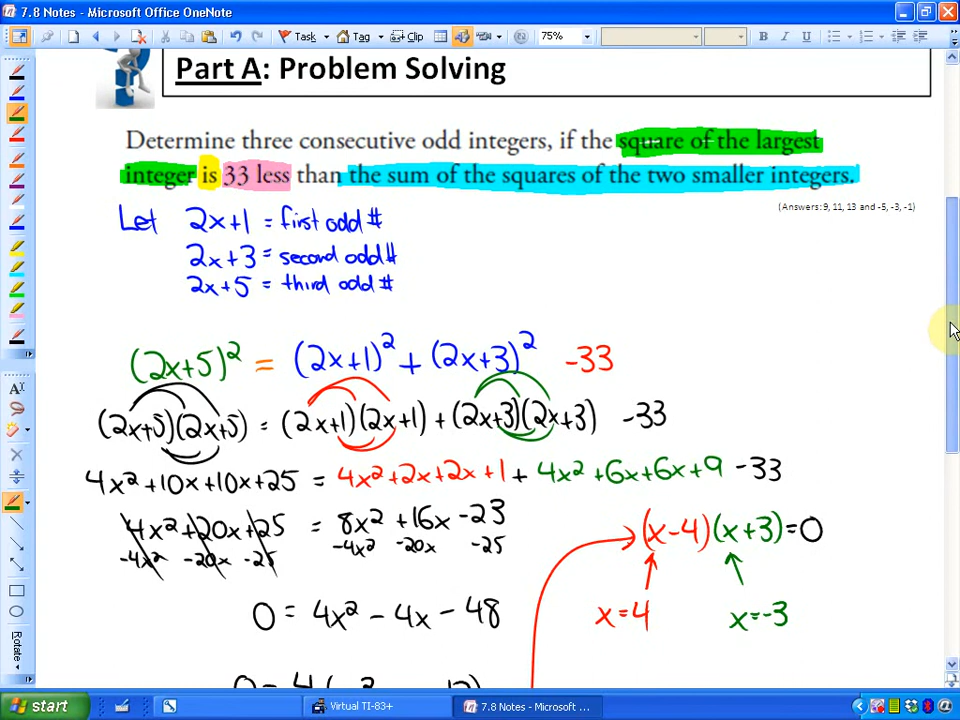 7.8 Notes - Microsoft Office OneNote
Task Tag Clip 75% B I U
Part A: Problem Solving
Determine three consecutive odd integers, if the square of the largest
integer is 33 less than the sum of the squares of the two smaller integers.
(Answers: 9, 11, 13 and -5, -3, -1)
Let 2x+1 = first odd #
2x+3 = second odd #
2x+5 = third odd #
(2x+5)² = (2x+1)² + (2x+3)² -33
(2x+5)(2x+5) = (2x+1)(2x+1) + (2x+3)(2x+3) -33
4x² +10x +10x +25 = 4x² +2x +2x +1 + 4x² +6x +6x +9 -33
4x² +20x +25 = 8x² +16x -23
-4x² -20x -25 -4x² -20x -25
(x-4)(x+3)=0
0 = 4x² - 4x - 48
x=4 x=-3
Rotate
start Virtual TI-83+ 7.8 Notes - Microsoft ...